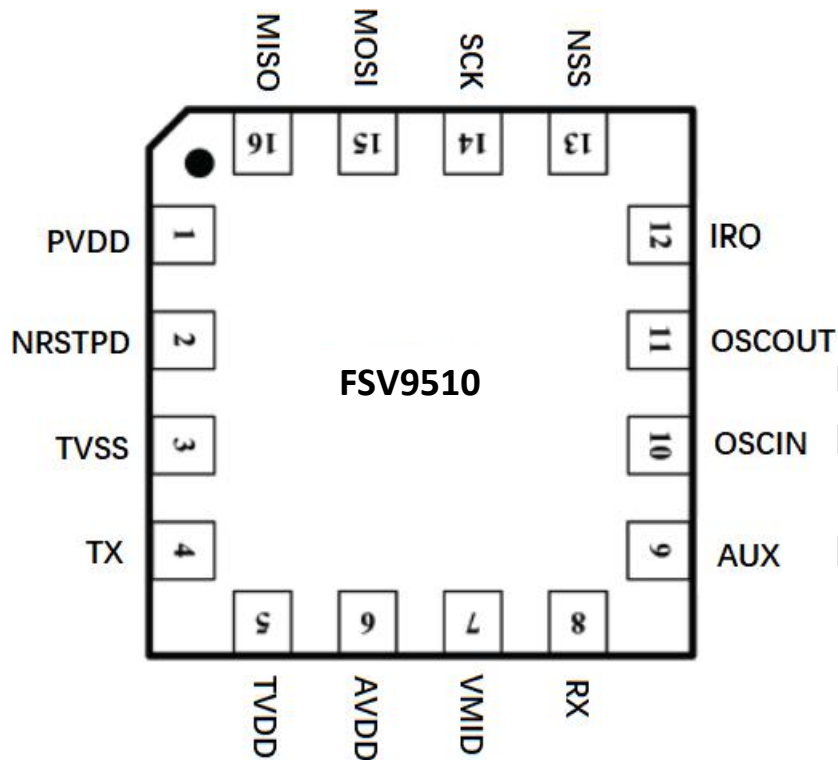 MISO
MOSI
SCK
NSS
16
15
14
13
PVDD
1
12
IRQ
NRSTPD
2
11
OSCOUT
FSV9510
TVSS
3
10
OSCIN
TX
4
9
AUX
5
6
7
8
TVDD
AVDD
VMID
RX